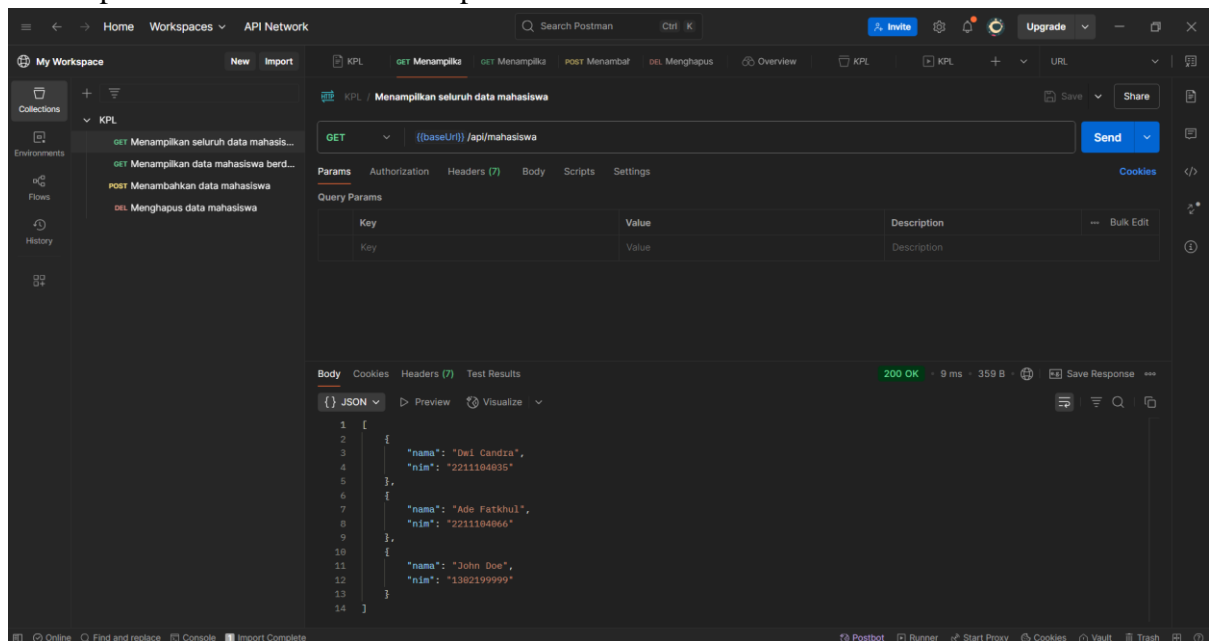 Home Workspaces API Network Search Postman Ctrl K Invite Upgrade
My Workspace New Import KPL GET Menampilka GET Menampilka POST Menambah DEL Menghapus Overview KPL KPL URL
Collections
Environments
Flows
History
KPL
GET Menampilkan seluruh data mahasis...
GET Menampilkan data mahasiswa berd...
POST Menambahkan data mahasiswa
DEL Menghapus data mahasiswa
HTTP KPL / Menampilkan seluruh data mahasiswa Save Share
GET {{baseUrl}} /api/mahasiswa Send
Params Authorization Headers (7) Body Scripts Settings Cookies
Query Params
Key Value Description Bulk Edit
Key Value Description
Body Cookies Headers (7) Test Results 200 OK 9 ms 359 B Save Response
{} JSON Preview Visualize
1 [
2 {
3 "nama": "Dwi Candra",
4 "nim": "2211104035"
5 },
6 {
7 "nama": "Ade Fatkhul",
8 "nim": "2211104066"
9 },
10 {
11 "nama": "John Doe",
12 "nim": "1302199999"
13 }
14 ]
Online Find and replace Console Import Complete Postbot Runner Start Proxy Cookies Vault Trash